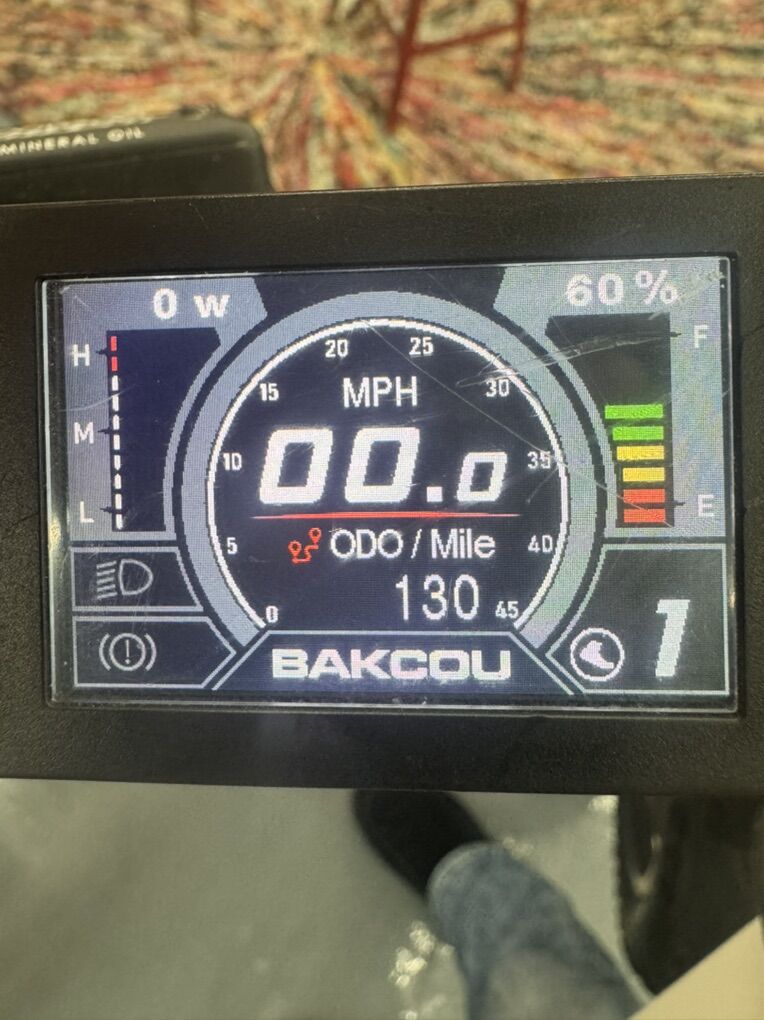 MINERAL OIL
0 w
60%
H
M
L
F
E
0
5
10
15
20
25
30
35
40
45
MPH
00.0
ODO / Mile
130
BAKCOU
1